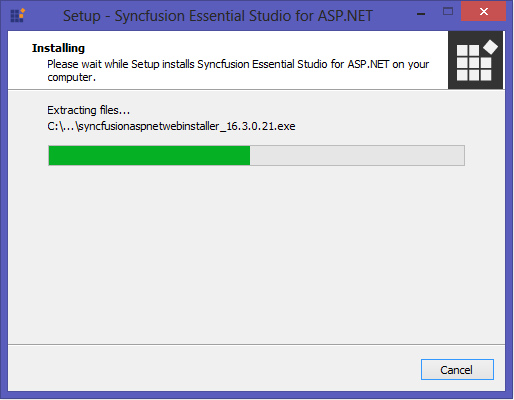 Setup - Syncfusion Essential Studio for ASP.NET
Installing
Please wait while Setup installs Syncfusion Essential Studio for ASP.NET on your
computer.
Extracting files...
C:\...\syncfusionaspnetwebinstaller_16.3.0.21.exe
Cancel